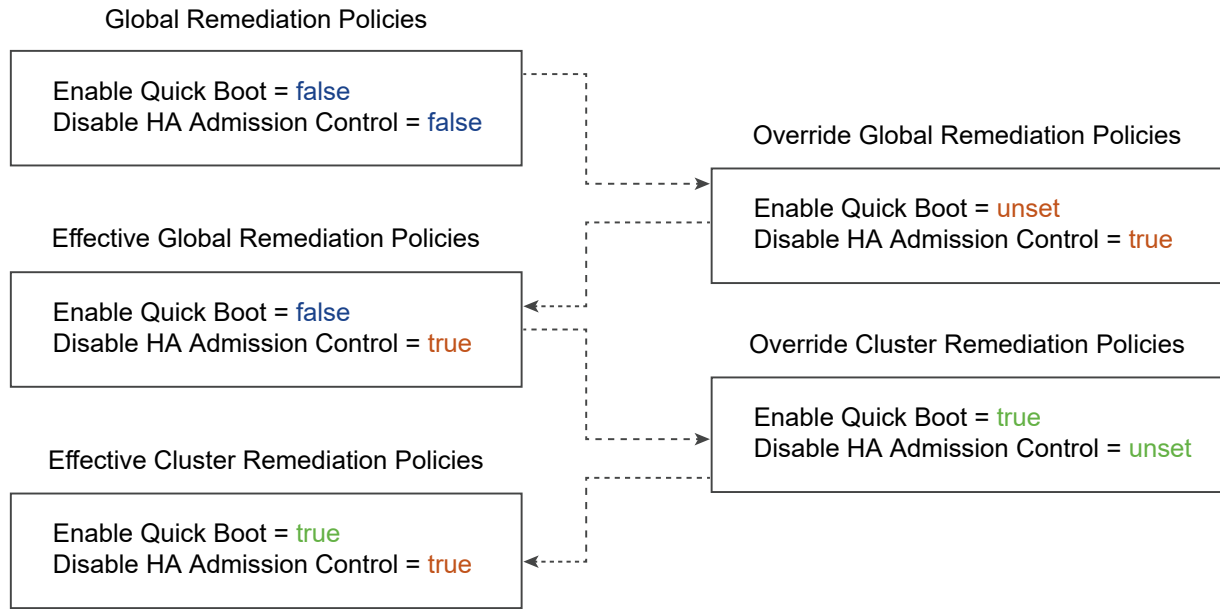 Global Remediation Policies
Enable Quick Boot = false
Disable HA Admission Control = false
Override Global Remediation Policies
Enable Quick Boot = unset
Disable HA Admission Control = true
Effective Global Remediation Policies
Enable Quick Boot = false
Disable HA Admission Control = true
Override Cluster Remediation Policies
Enable Quick Boot = true
Disable HA Admission Control = unset
Effective Cluster Remediation Policies
Enable Quick Boot = true
Disable HA Admission Control = true